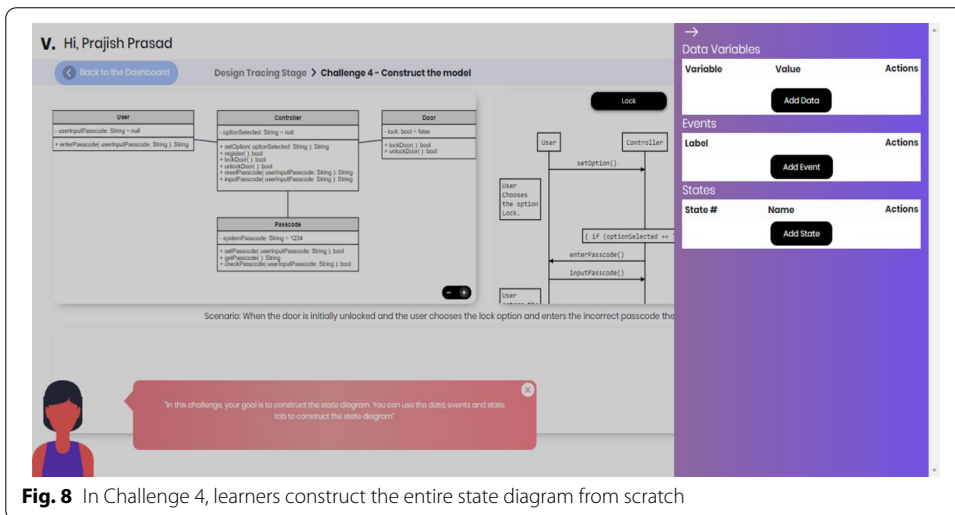 V. Hi, Prajish Prasad
Back to the Dashboard
Design Tracing Stage > Challenge 4 - Construct the model
User
- userInputPasscode: String = null
+ enterPasscode( userInputPasscode: String ): String
Controller
- optionSelected: String = null
+ setOption( optionSelected: String ): String
+ register( ): bool
+ lockDoor( ): bool
+ unlockDoor( ): bool
+ resetPasscode( userInputPasscode: String ): String
+ inputPasscode( userInputPasscode: String ): String
Door
- lock: bool = false
+ lockDoor( ): bool
+ unlockDoor( ): bool
Passcode
- systemPasscode: String = 1234
+ setPasscode( userInputPasscode: String ): bool
+ getPasscode( ): String
+ checkPasscode( userInputPasscode: String ): bool
Lock
User
Controller
setOption()
User
Chooses
the option
Lock.
{ if (optionSelected == "
enterPasscode()
inputPasscode()
User
Scenario: When the door is initially unlocked and the user chooses the lock option and enters the incorrect passcode the
"In this challenge, your goal is to construct the state diagram. You can use the data, events and state
tab to construct the state diagram"
Data Variables
Variable Value Actions
Add Data
Events
Label Actions
Add Event
States
State # Name Actions
Add State
Fig. 8 In Challenge 4, learners construct the entire state diagram from scratch